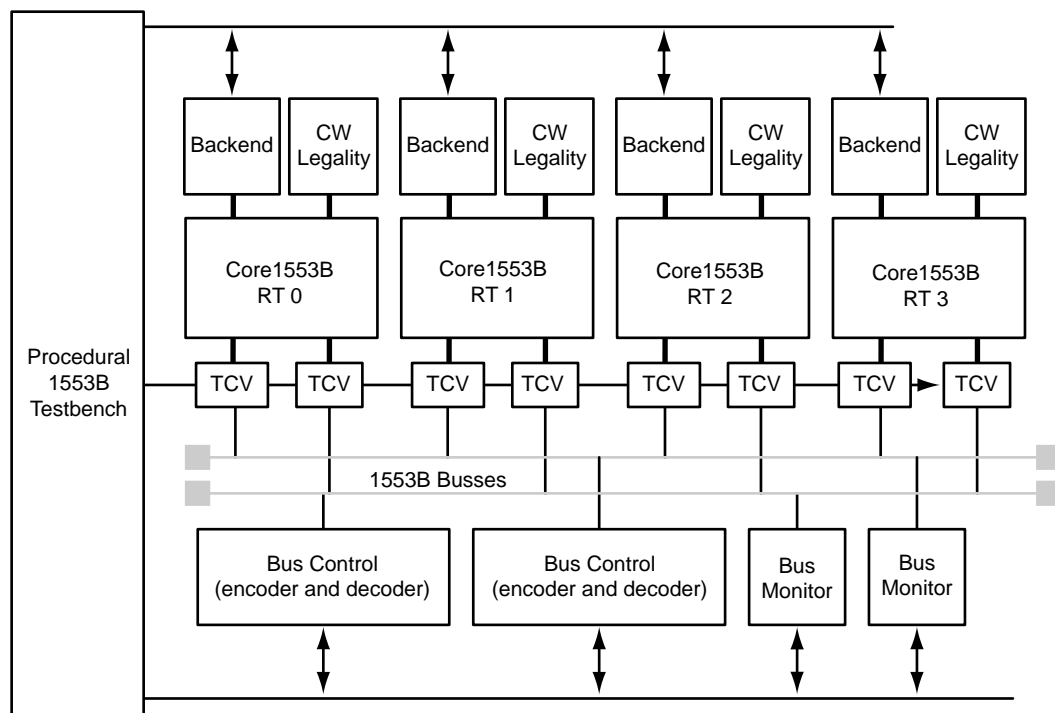 Backend
CW
Legality
Backend
CW
Legality
Backend
CW
Legality
Backend
CW
Legality
Core1553B
RT 0
Core1553B
RT 1
Core1553B
RT 2
Core1553B
RT 3
Procedural
1553B
Testbench
TCV
TCV
TCV
TCV
TCV
TCV
TCV
TCV
1553B Busses
Bus Control
(encoder and decoder)
Bus Control
(encoder and decoder)
Bus
Monitor
Bus
Monitor